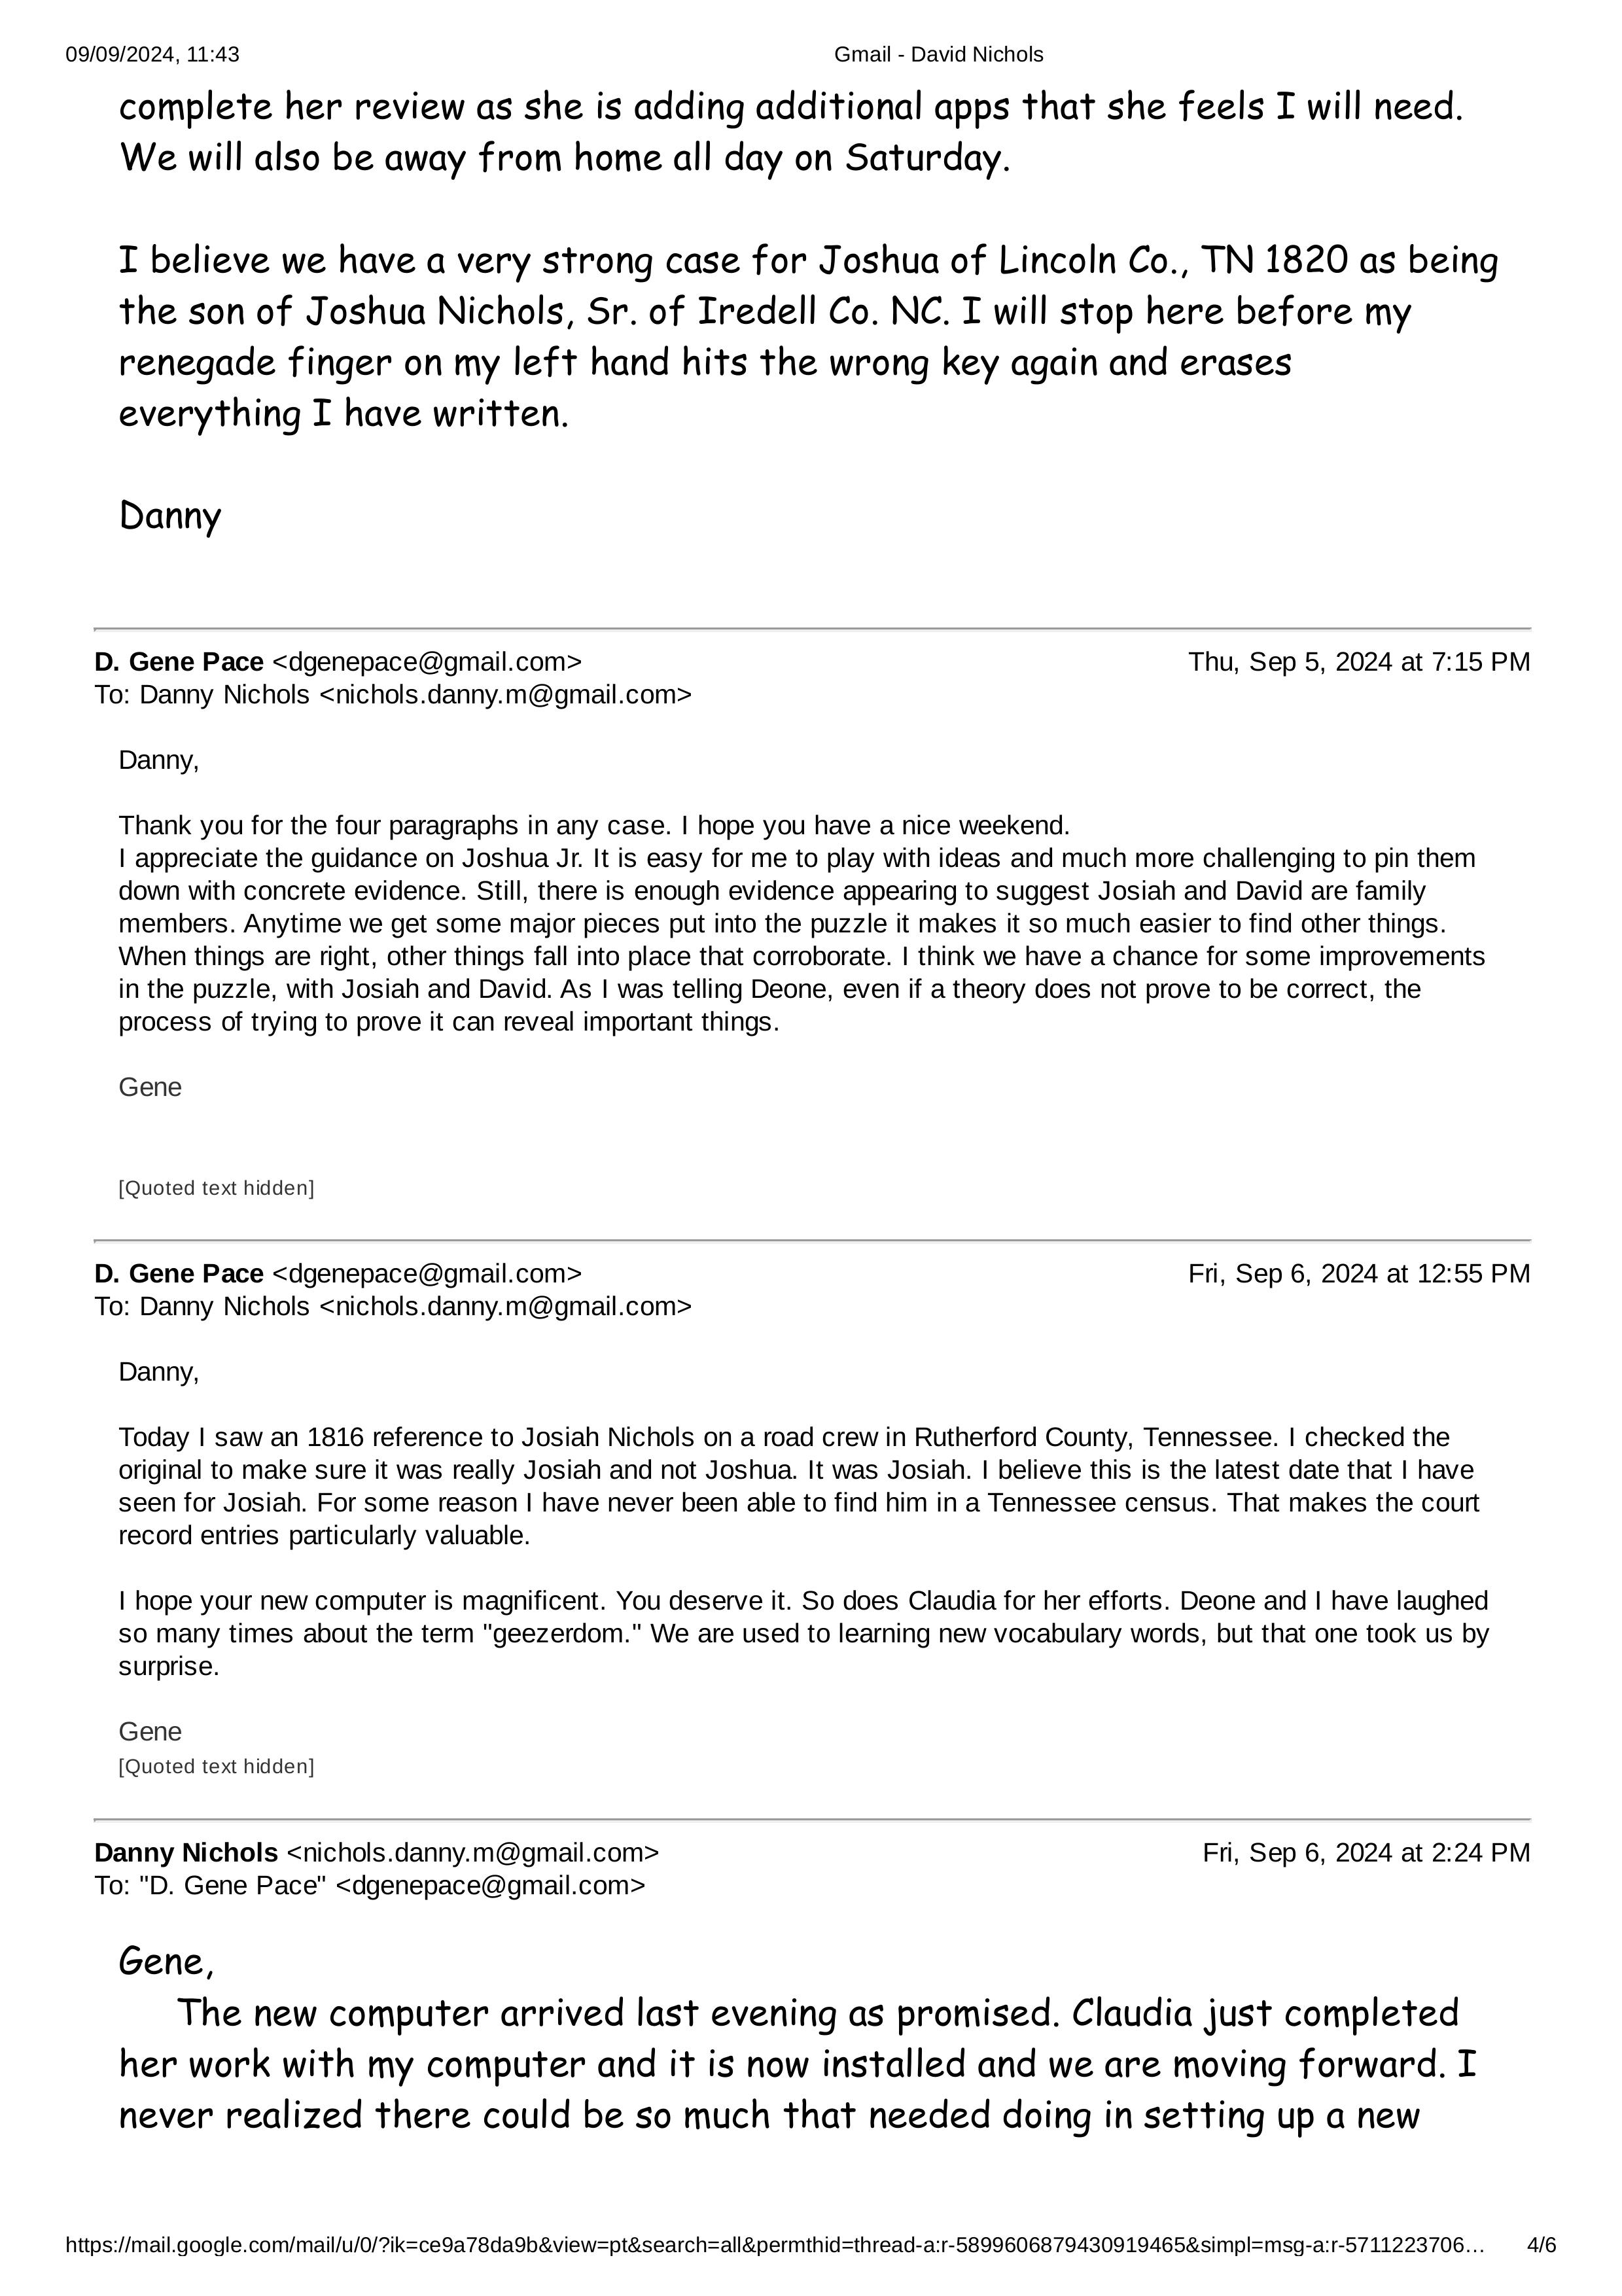 09/09/2024, 11:43 Gmail - David Nichols
complete her review as she is adding additional apps that she feels I will need.
We will also be away from home all day on Saturday.
I believe we have a very strong case for Joshua of Lincoln Co., TN 1820 as being
the son of Joshua Nichols, Sr. of Iredell Co. NC. I will stop here before my
renegade finger on my left hand hits the wrong key again and erases
everything I have written.
Danny
D. Gene Pace <dgenepace@gmail.com> Thu, Sep 5, 2024 at 7:15 PM
To: Danny Nichols <nichols.danny.m@gmail.com>
Danny,
Thank you for the four paragraphs in any case. I hope you have a nice weekend.
I appreciate the guidance on Joshua Jr. It is easy for me to play with ideas and much more challenging to pin them
down with concrete evidence. Still, there is enough evidence appearing to suggest Josiah and David are family
members. Anytime we get some major pieces put into the puzzle it makes it so much easier to find other things.
When things are right, other things fall into place that corroborate. I think we have a chance for some improvements
in the puzzle, with Josiah and David. As I was telling Deone, even if a theory does not prove to be correct, the
process of trying to prove it can reveal important things.
Gene
[Quoted text hidden]
D. Gene Pace <dgenepace@gmail.com> Fri, Sep 6, 2024 at 12:55 PM
To: Danny Nichols <nichols.danny.m@gmail.com>
Danny,
Today I saw an 1816 reference to Josiah Nichols on a road crew in Rutherford County, Tennessee. I checked the
original to make sure it was really Josiah and not Joshua. It was Josiah. I believe this is the latest date that I have
seen for Josiah. For some reason I have never been able to find him in a Tennessee census. That makes the court
record entries particularly valuable.
I hope your new computer is magnificent. You deserve it. So does Claudia for her efforts. Deone and I have laughed
so many times about the term "geezerdom." We are used to learning new vocabulary words, but that one took us by
surprise.
Gene
[Quoted text hidden]
Danny Nichols <nichols.danny.m@gmail.com> Fri, Sep 6, 2024 at 2:24 PM
To: "D. Gene Pace" <dgenepace@gmail.com>
Gene,
The new computer arrived last evening as promised. Claudia just completed
her work with my computer and it is now installed and we are moving forward. I
never realized there could be so much that needed doing in setting up a new
https://mail.google.com/mail/u/0/?ik=ce9a78da9b&view=pt&search=all&permthid=thread-a:r-5899606879430919465&simpl=msg-a:r-5711223706… 4/6